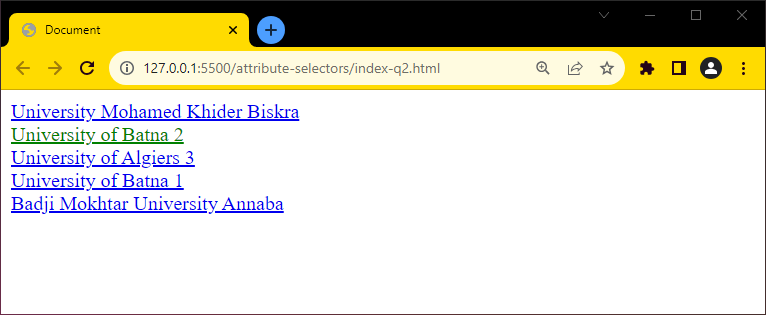 Document
127.0.0.1:5500/attribute-selectors/index-q2.html
University Mohamed Khider Biskra
University of Batna 2
University of Algiers 3
University of Batna 1
Badji Mokhtar University Annaba